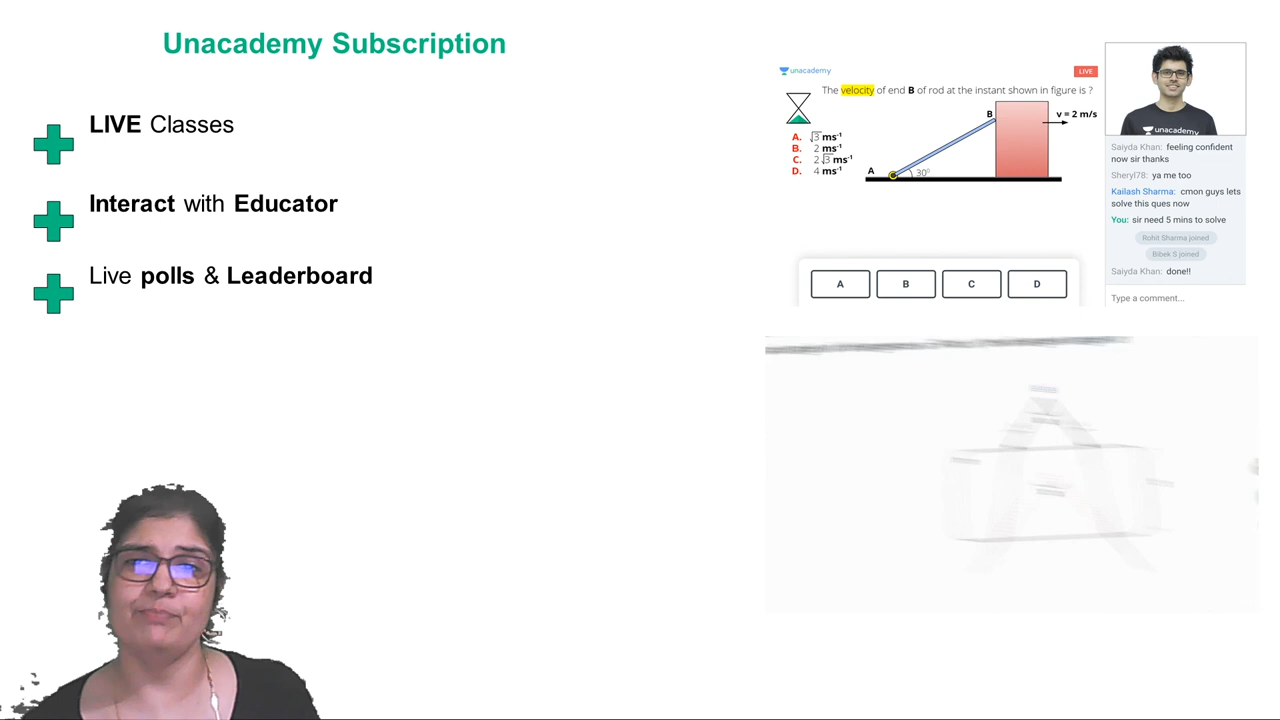 Unacademy Subscription
LIVE Classes
Interact with Educator
Live polls & Leaderboard
unacademy
LIVE
The velocity of end B of rod at the instant shown in figure is ?
A. √3 ms⁻¹
B. 2 ms⁻¹
C. 2√3 ms⁻¹
D. 4 ms⁻¹
B
v = 2 m/s
A
30⁰
A B C D
unacademy
Saiyda Khan: feeling confident
now sir thanks
Sheryl78: ya me too
Kailash Sharma: cmon guys lets
solve this ques now
You: sir need 5 mins to solve
Rohit Sharma joined
Bibek S joined
Saiyda Khan: done!!
Type a comment...